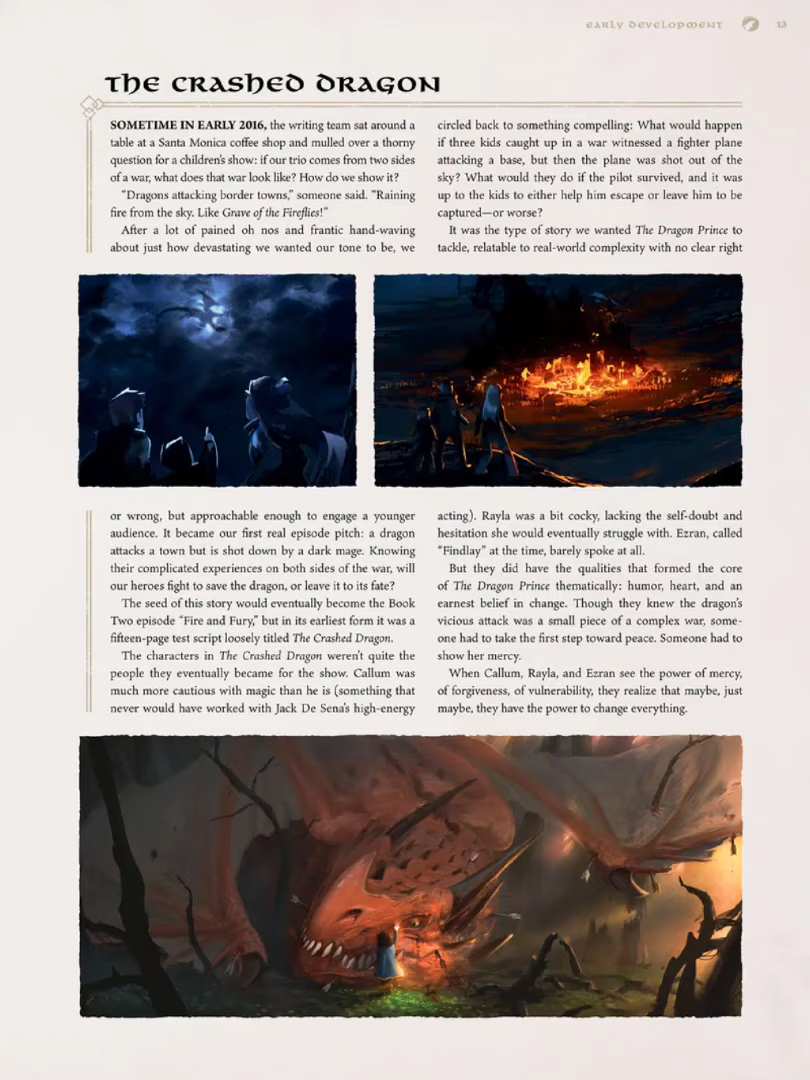 EARLY DEVELOPMENT 13
THE CRASHED DRAGON
SOMETIME IN EARLY 2016, the writing team sat around a
table at a Santa Monica coffee shop and mulled over a thorny
question for a children's show: if our trio comes from two sides
of a war, what does that war look like? How do we show it?
"Dragons attacking border towns," someone said. "Raining
fire from the sky. Like Grave of the Fireflies!"
After a lot of pained oh nos and frantic hand-waving
about just how devastating we wanted our tone to be, we
circled back to something compelling: What would happen
if three kids caught up in a war witnessed a fighter plane
attacking a base, but then the plane was shot out of the
sky? What would they do if the pilot survived, and it was
up to the kids to either help him escape or leave him to be
captured—or worse?
It was the type of story we wanted The Dragon Prince to
tackle, relatable to real-world complexity with no clear right
or wrong, but approachable enough to engage a younger
audience. It became our first real episode pitch: a dragon
attacks a town but is shot down by a dark mage. Knowing
their complicated experiences on both sides of the war, will
our heroes fight to save the dragon, or leave it to its fate?
The seed of this story would eventually become the Book
Two episode "Fire and Fury," but in its earliest form it was a
fifteen-page test script loosely titled The Crashed Dragon.
The characters in The Crashed Dragon weren't quite the
people they eventually became for the show. Callum was
much more cautious with magic than he is (something that
never would have worked with Jack De Sena's high-energy
acting). Rayla was a bit cocky, lacking the self-doubt and
hesitation she would eventually struggle with. Ezran, called
"Findlay" at the time, barely spoke at all.
But they did have the qualities that formed the core
of The Dragon Prince thematically: humor, heart, and an
earnest belief in change. Though they knew the dragon's
vicious attack was a small piece of a complex war, some-
one had to take the first step toward peace. Someone had to
show her mercy.
When Callum, Rayla, and Ezran see the power of mercy,
of forgiveness, of vulnerability, they realize that maybe, just
maybe, they have the power to change everything.